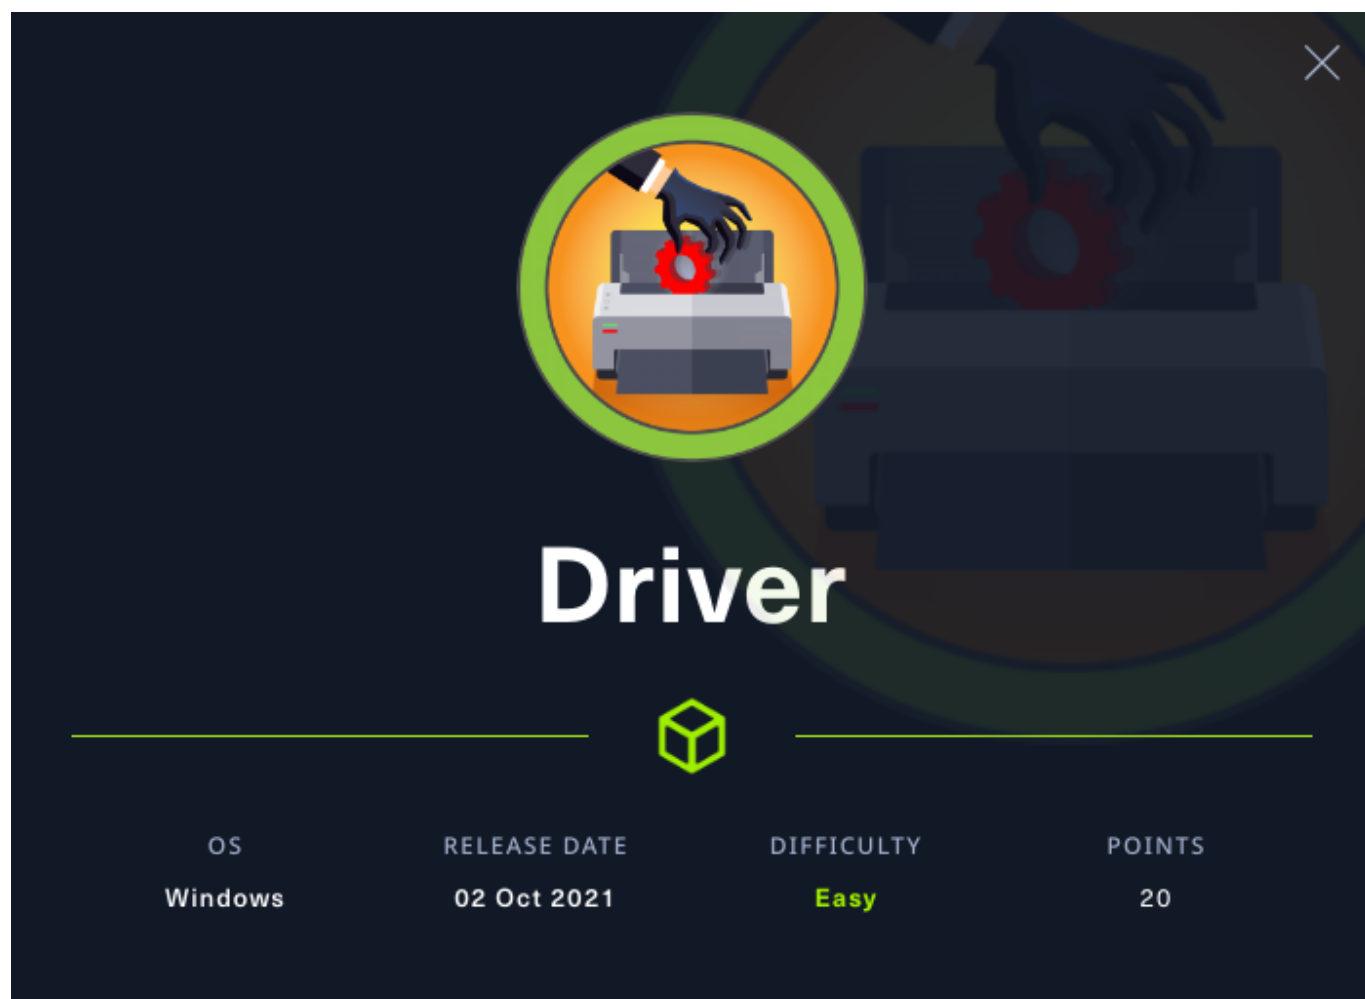 Driver
OS
RELEASE DATE
DIFFICULTY
POINTS
Windows
02 Oct 2021
Easy
20